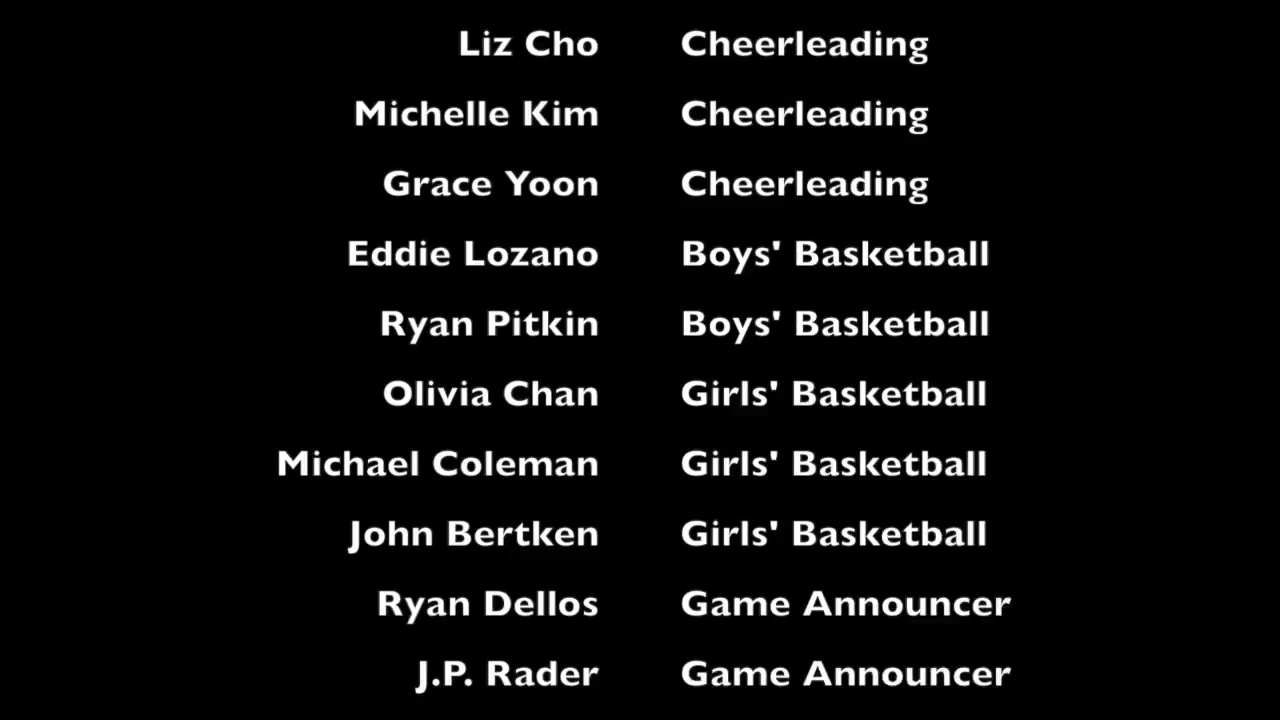 Liz Cho Cheerleading
Michelle Kim Cheerleading
Grace Yoon Cheerleading
Eddie Lozano Boys' Basketball
Ryan Pitkin Boys' Basketball
Olivia Chan Girls' Basketball
Michael Coleman Girls' Basketball
John Bertken Girls' Basketball
Ryan Dellos Game Announcer
J.P. Rader Game Announcer